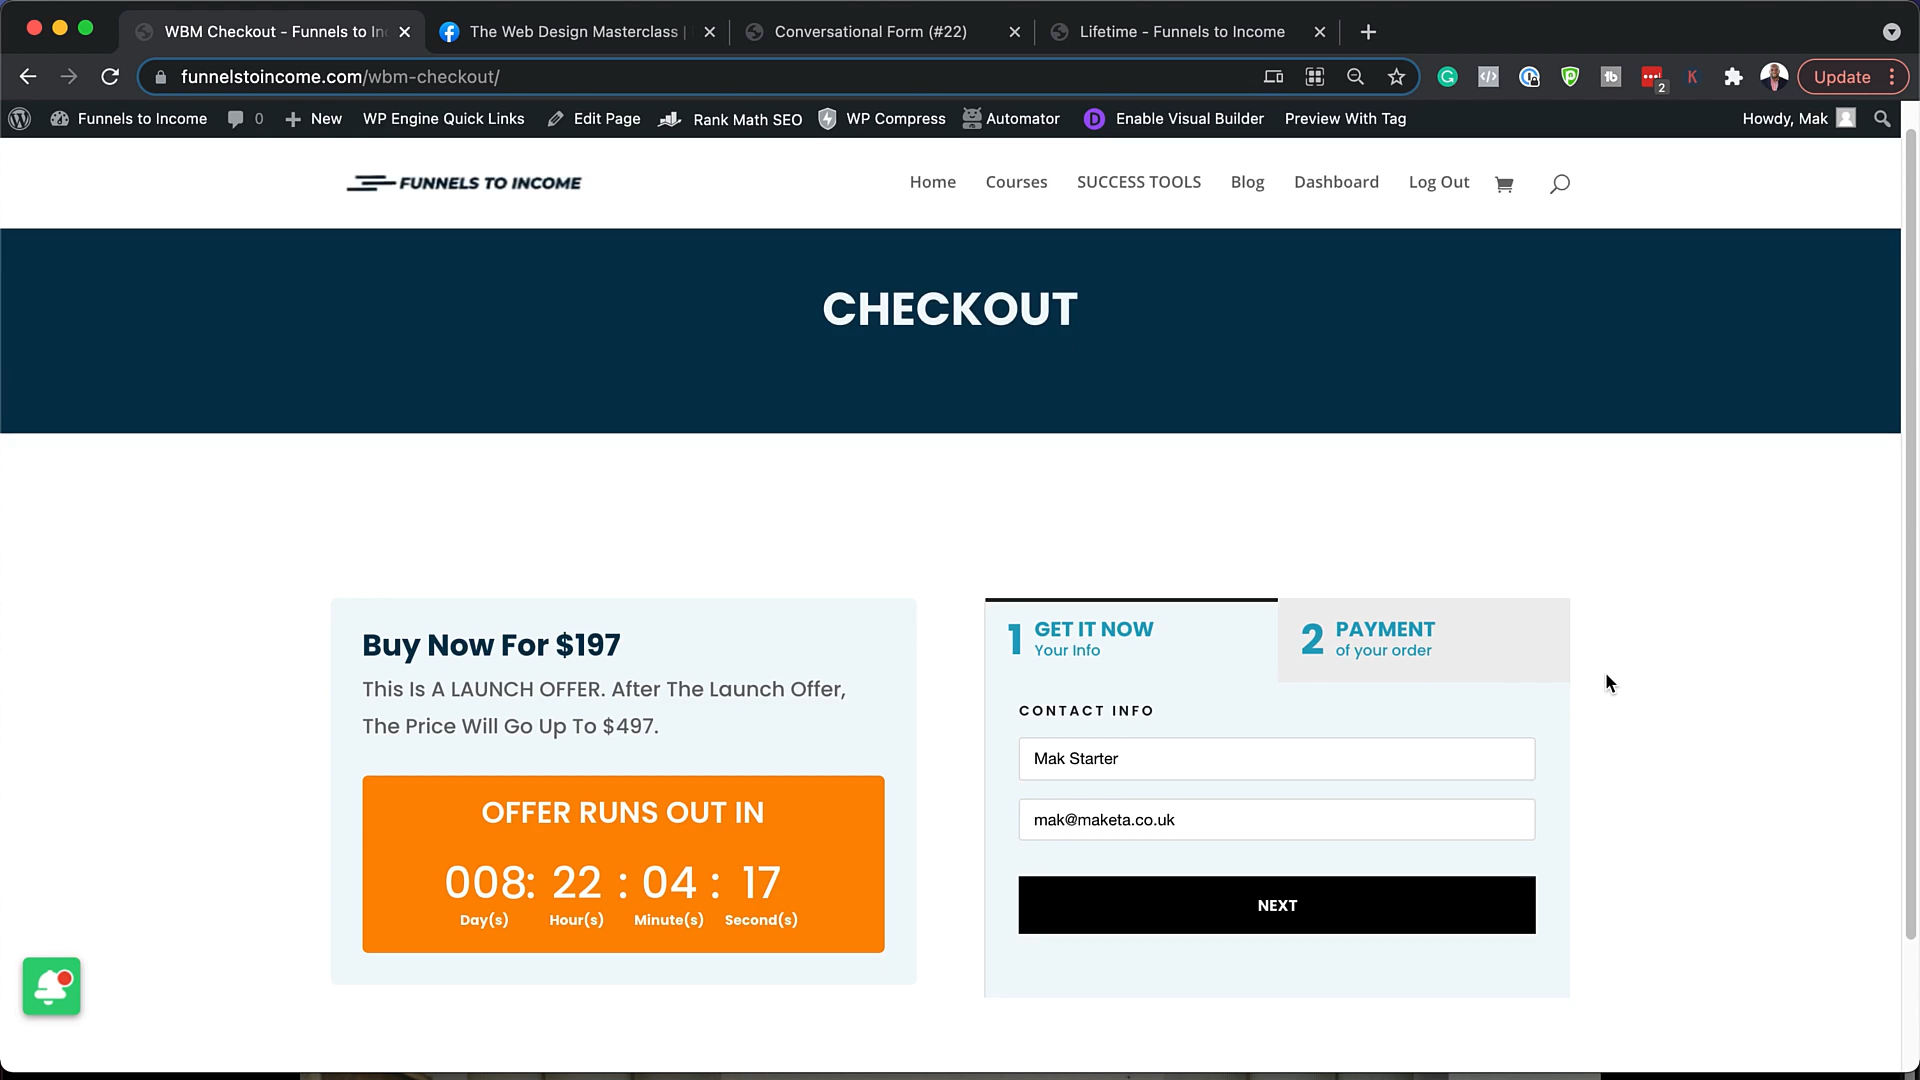 WBM Checkout - Funnels to In
The Web Design Masterclass |
Conversational Form (#22)
Lifetime - Funnels to Income
funnelstoincome.com/wbm-checkout/
2
K
Update
Funnels to Income
0
New
WP Engine Quick Links
Edit Page
Rank Math SEO
WP Compress
Automator
D
Enable Visual Builder
Preview With Tag
Howdy, Mak
FUNNELS TO INCOME
Home
Courses
SUCCESS TOOLS
Blog
Dashboard
Log Out
CHECKOUT
Buy Now For $197
This Is A LAUNCH OFFER. After The Launch Offer,
The Price Will Go Up To $497.
OFFER RUNS OUT IN
008: 22 : 04 : 17
Day(s) Hour(s) Minute(s) Second(s)
1 GET IT NOW
Your Info
2 PAYMENT
of your order
CONTACT INFO
Mak Starter
mak@maketa.co.uk
NEXT